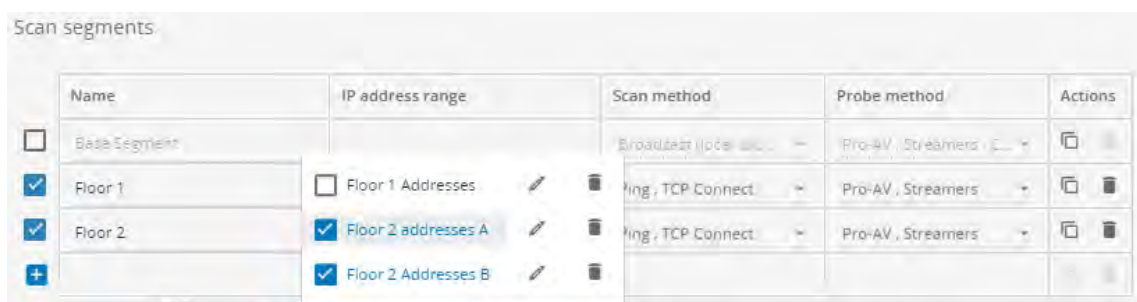 Scan segments
Name IP address range Scan method Probe method Actions
Base Segment Pro-AV , Streamers
Floor 1 Floor 1 Addresses Ping , TCP Connect Pro-AV , Streamers
Floor 2 Floor 2 addresses A Ping , TCP Connect Pro-AV , Streamers
Floor 2 Addresses B